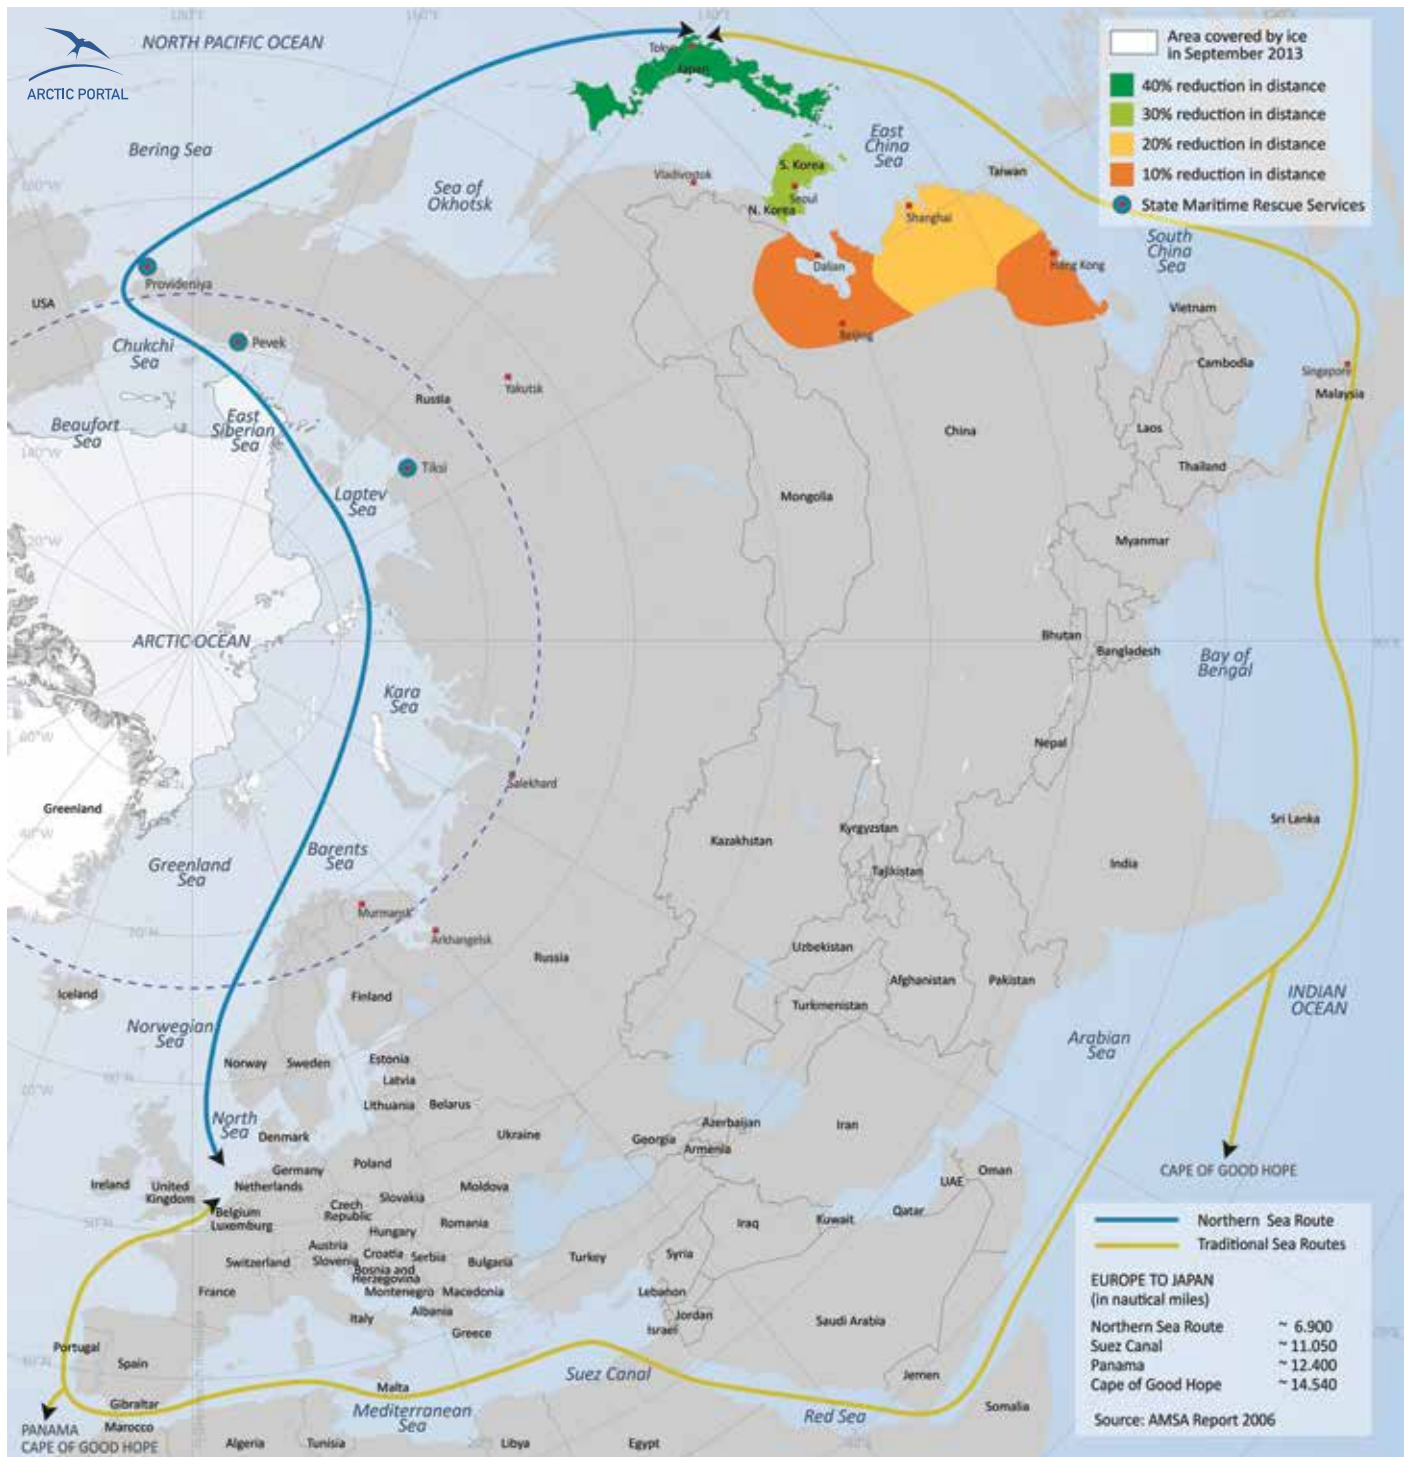 ARCTIC PORTAL
NORTH PACIFIC OCEAN
180°E
160°E
140°E
Area covered by ice
in September 2013
40% reduction in distance
30% reduction in distance
20% reduction in distance
10% reduction in distance
State Maritime Rescue Services
Tokyo
Japan
Bering Sea
Sea of
Okhotsk
Vladivostok
S. Korea
Seoul
N. Korea
East
China
Sea
Taiwan
Shanghai
South
China
Sea
Hong Kong
Dalian
Beijing
Vietnam
Cambodia
Singapore
Malaysia
Laos
Thailand
USA
Provideniya
Chukchi
Sea
Pevek
Beaufort
Sea
East
Siberian
Sea
Russia
Yakutsk
Tiksi
Laptev
Sea
140°W
China
Mongolia
Myanmar
ARCTIC OCEAN
Bhutan
Bangladesh
Bay of
Bengal
Kara
Sea
60°W
Nepal
Salekhard
Greenland
40°W
Kazakhstan
Kyrgyzstan
Tajikistan
India
Sri Lanka
Greenland
Sea
Barents
Sea
Murmansk
Arkhangelsk
70°N
Russia
Uzbekistan
Turkmenistan
Afghanistan
Pakistan
INDIAN
OCEAN
Iceland
Finland
Norwegian
Sea
Arabian
Sea
Norway
Sweden
Estonia
Latvia
Lithuania
Belarus
60°N
North
Sea
Denmark
Ukraine
Georgia
Azerbaijan
Armenia
Iran
CAPE OF GOOD HOPE
Ireland
United
Kingdom
Germany
Netherlands
Poland
Belgium
Luxemburg
Czech
Republic
Slovakia
Moldova
UAE
Oman
50°N
Hungary
Romania
Iraq
Kuwait
Qatar
Austria
Slovenia
Croatia
Serbia
Switzerland
Bosnia and
Herzegovina
Bulgaria
Turkey
Syria
France
Montenegro
Macedonia
Lebanon
Italy
Albania
Greece
Jordan
Israel
Saudi Arabia
Portugal
Spain
Suez Canal
Jemen
Gibraltar
Malta
Marocco
Mediterranean
Sea
Red Sea
Somalia
PANAMA
CAPE OF GOOD HOPE
Algeria
Tunisia
Libya
Egypt
Northern Sea Route
Traditional Sea Routes
EUROPE TO JAPAN
(in nautical miles)
Northern Sea Route ~ 6.900
Suez Canal ~ 11.050
Panama ~ 12.400
Cape of Good Hope ~ 14.540
Source: AMSA Report 2006